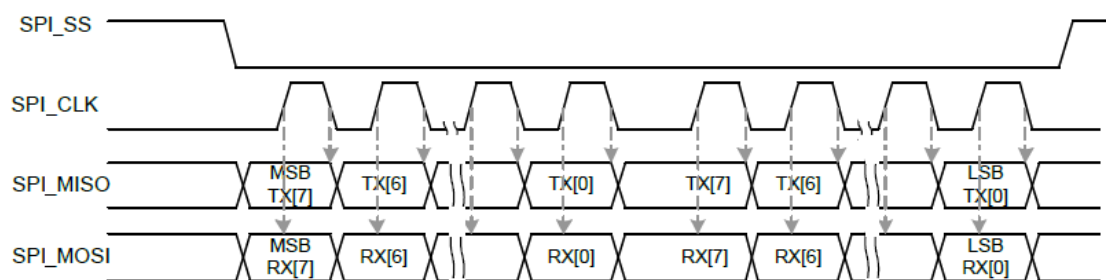 SPI_SS
SPI_CLK
SPI_MISO
MSB
TX[7]
TX[6]
TX[0]
TX[7]
TX[6]
LSB
TX[0]
SPI_MOSI
MSB
RX[7]
RX[6]
RX[0]
RX[7]
RX[6]
LSB
RX[0]